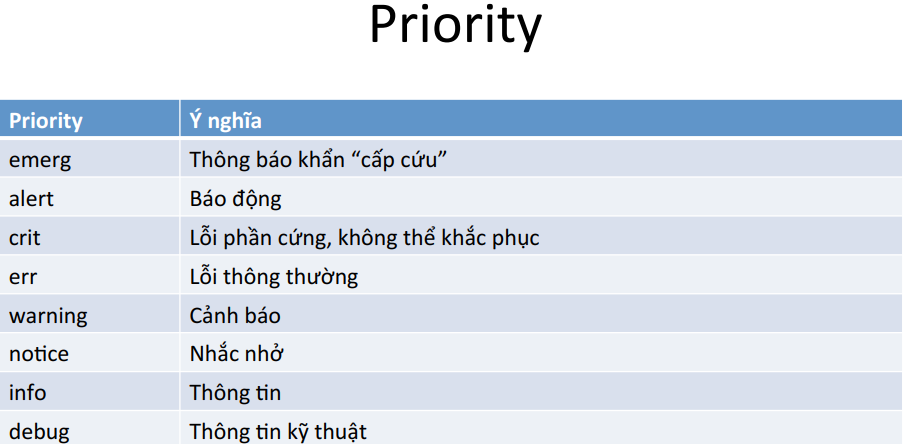 Priority
Priority Ý nghĩa
emerg Thông báo khẩn “cấp cứu”
alert Báo động
crit Lỗi phần cứng, không thể khắc phục
err Lỗi thông thường
warning Cảnh báo
notice Nhắc nhở
info Thông tin
debug Thông tin kỹ thuật